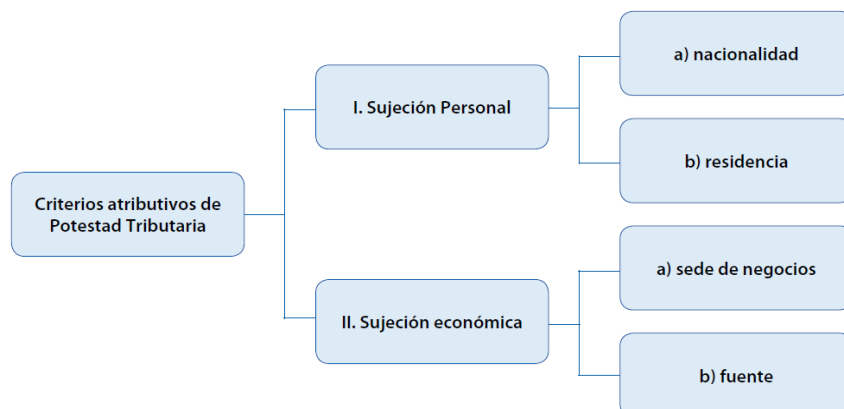 Criterios atributivos de
Potestad Tributaria
I. Sujeción Personal
a) nacionalidad
b) residencia
II. Sujeción económica
a) sede de negocios
b) fuente